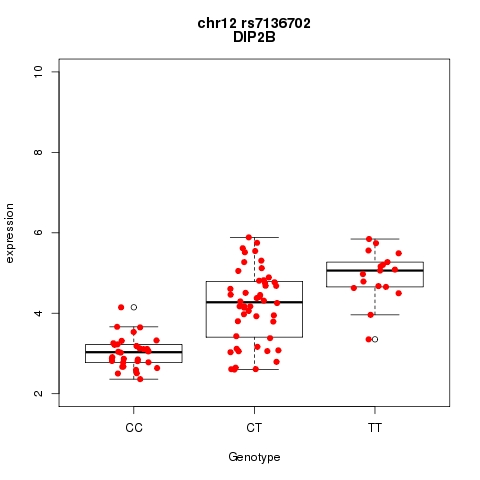 chr12 rs7136702
DIP2B
10
8
6
4
2
expression
CC
CT
TT
Genotype